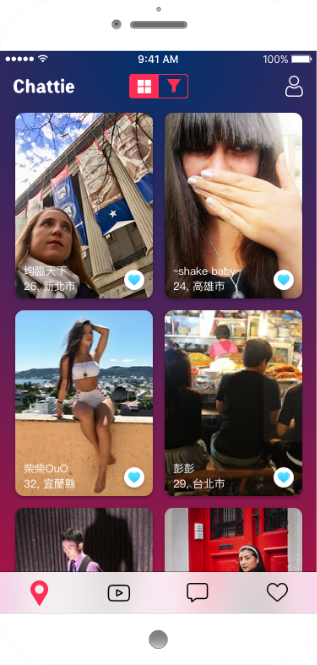 9:41 AM
100%
Chattie
均臨天下
26, 新北市
~shake baby~
24, 高雄市
柴柴OuO
32, 宜蘭縣
彭彭
29, 台北市